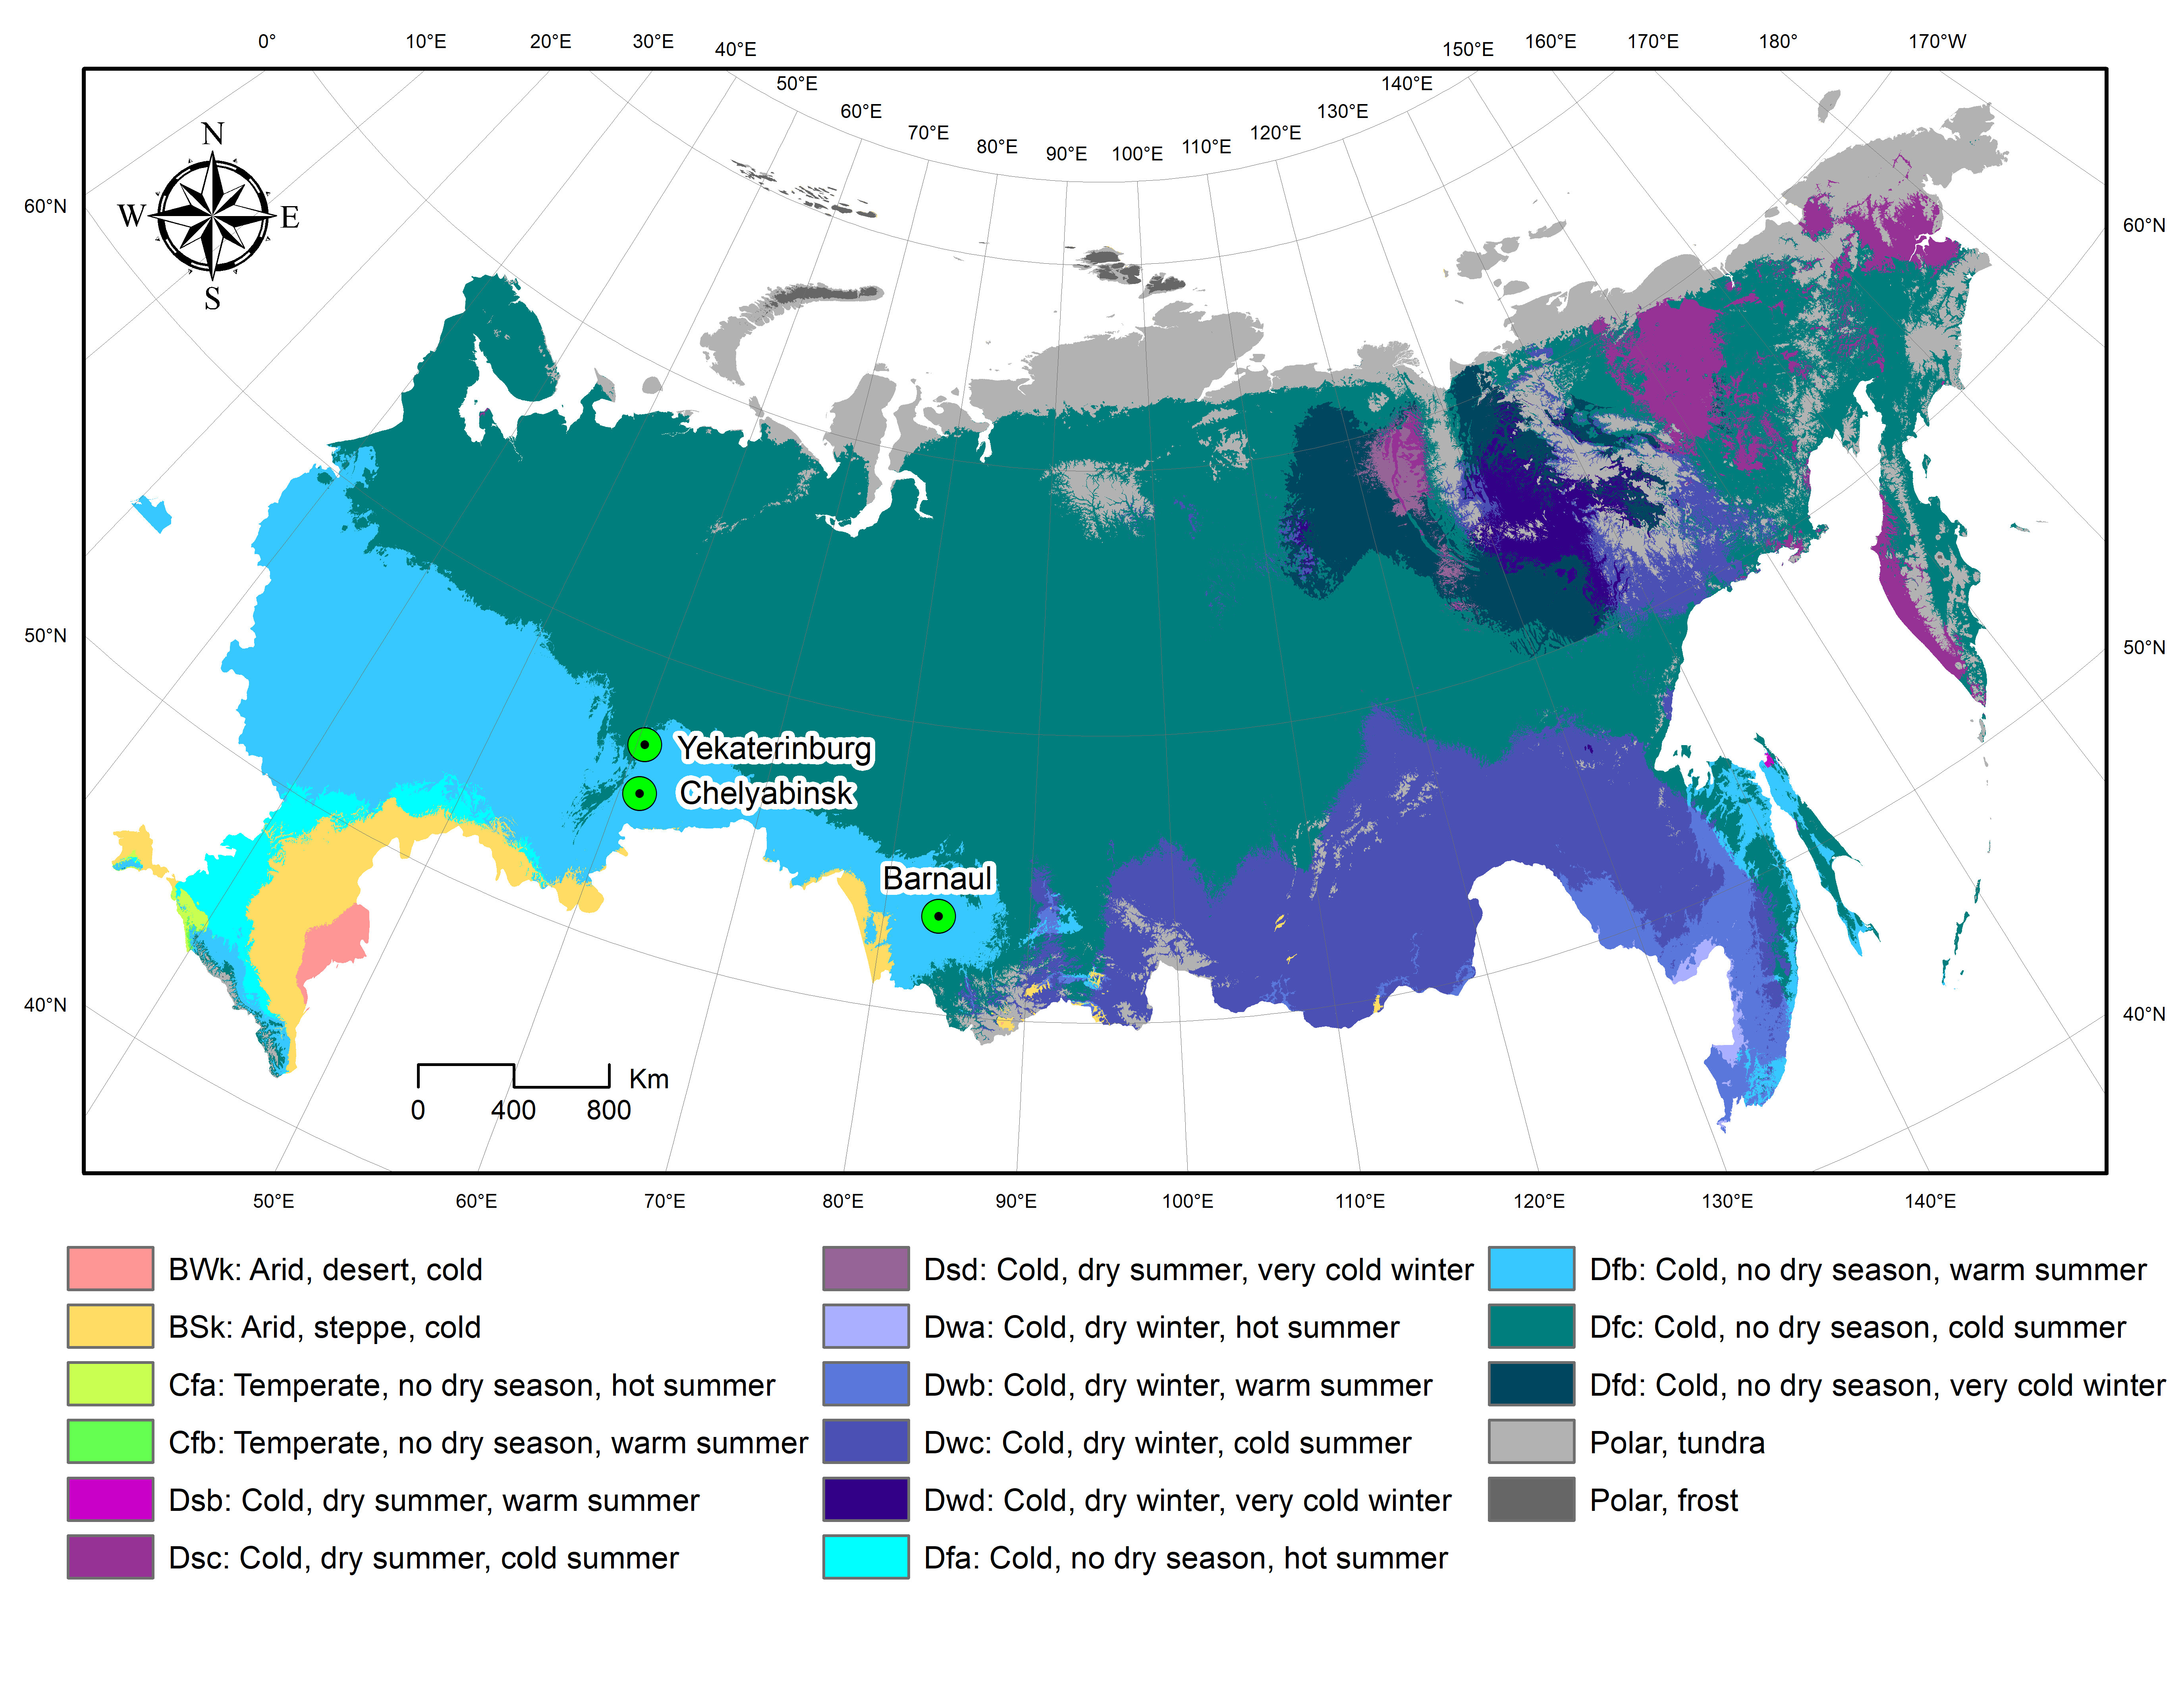 0° 10°E 20°E 30°E 40°E 150°E 160°E 170°E 180° 170°W
50°E 140°E
60°E 130°E
70°E 120°E
80°E 90°E 100°E 110°E
N
W E
S
60°N 60°N
50°N 50°N
Yekaterinburg
Chelyabinsk
Barnaul
40°N 40°N
Km
0 400 800
50°E 60°E 70°E 80°E 90°E 100°E 110°E 120°E 130°E 140°E
BWk: Arid, desert, cold
BSk: Arid, steppe, cold
Cfa: Temperate, no dry season, hot summer
Cfb: Temperate, no dry season, warm summer
Dsb: Cold, dry summer, warm summer
Dsc: Cold, dry summer, cold summer
Dsd: Cold, dry summer, very cold winter
Dwa: Cold, dry winter, hot summer
Dwb: Cold, dry winter, warm summer
Dwc: Cold, dry winter, cold summer
Dwd: Cold, dry winter, very cold winter
Dfa: Cold, no dry season, hot summer
Dfb: Cold, no dry season, warm summer
Dfc: Cold, no dry season, cold summer
Dfd: Cold, no dry season, very cold winter
Polar, tundra
Polar, frost